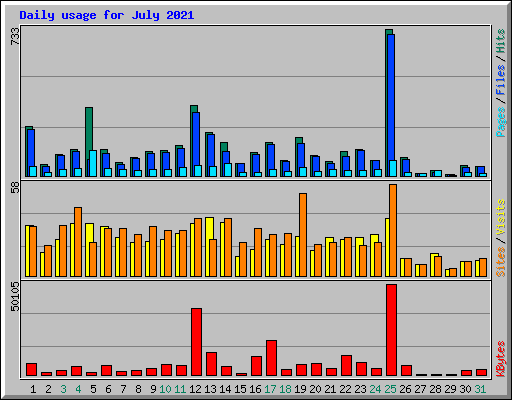 Daily usage for July 2021
733
Pages / Files / Hits
58
Sites / Visits
50105
KBytes
1 2 3 4 5 6 7 8 9 10 11 12 13 14 15 16 17 18 19 20 21 22 23 24 25 26 27 28 29 30 31